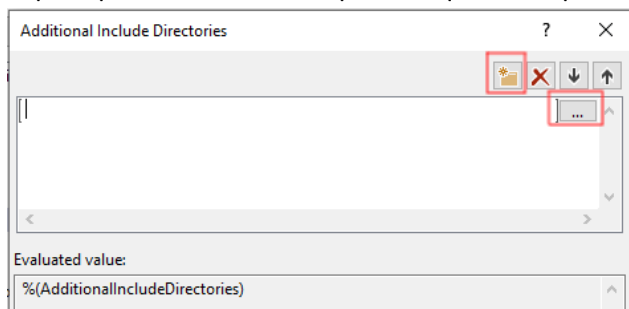 Additional Include Directories ? ×
...
Evaluated value:
%(AdditionalIncludeDirectories)